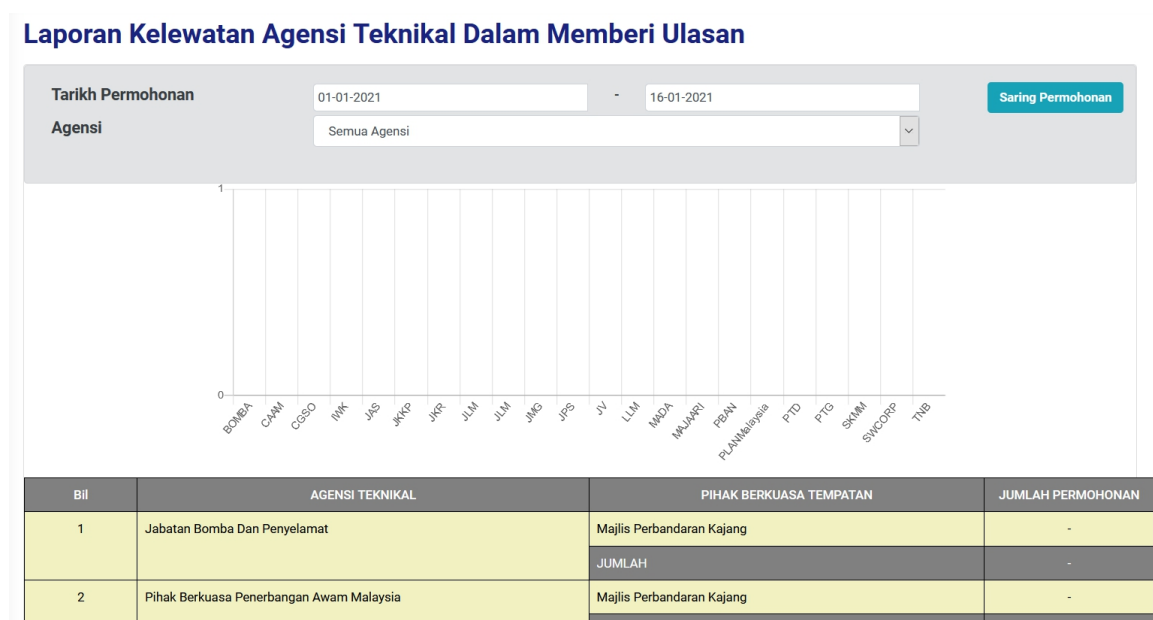 Laporan Kelewatan Agensi Teknikal Dalam Memberi Ulasan
Tarikh Permohonan 01-01-2021 - 16-01-2021 Saring Permohonan
Agensi Semua Agensi
1
0
BOMBA CAAM CGSO IWK JAS JKKP JKR JLM JLM JMG JPS JV LLM MADA MAJAARI PBAN PLANMalaysia PTD PTG SKMM SWCORP TNB
Bil AGENSI TEKNIKAL PIHAK BERKUASA TEMPATAN JUMLAH PERMOHONAN
1 Jabatan Bomba Dan Penyelamat Majlis Perbandaran Kajang -
JUMLAH -
2 Pihak Berkuasa Penerbangan Awam Malaysia Majlis Perbandaran Kajang -